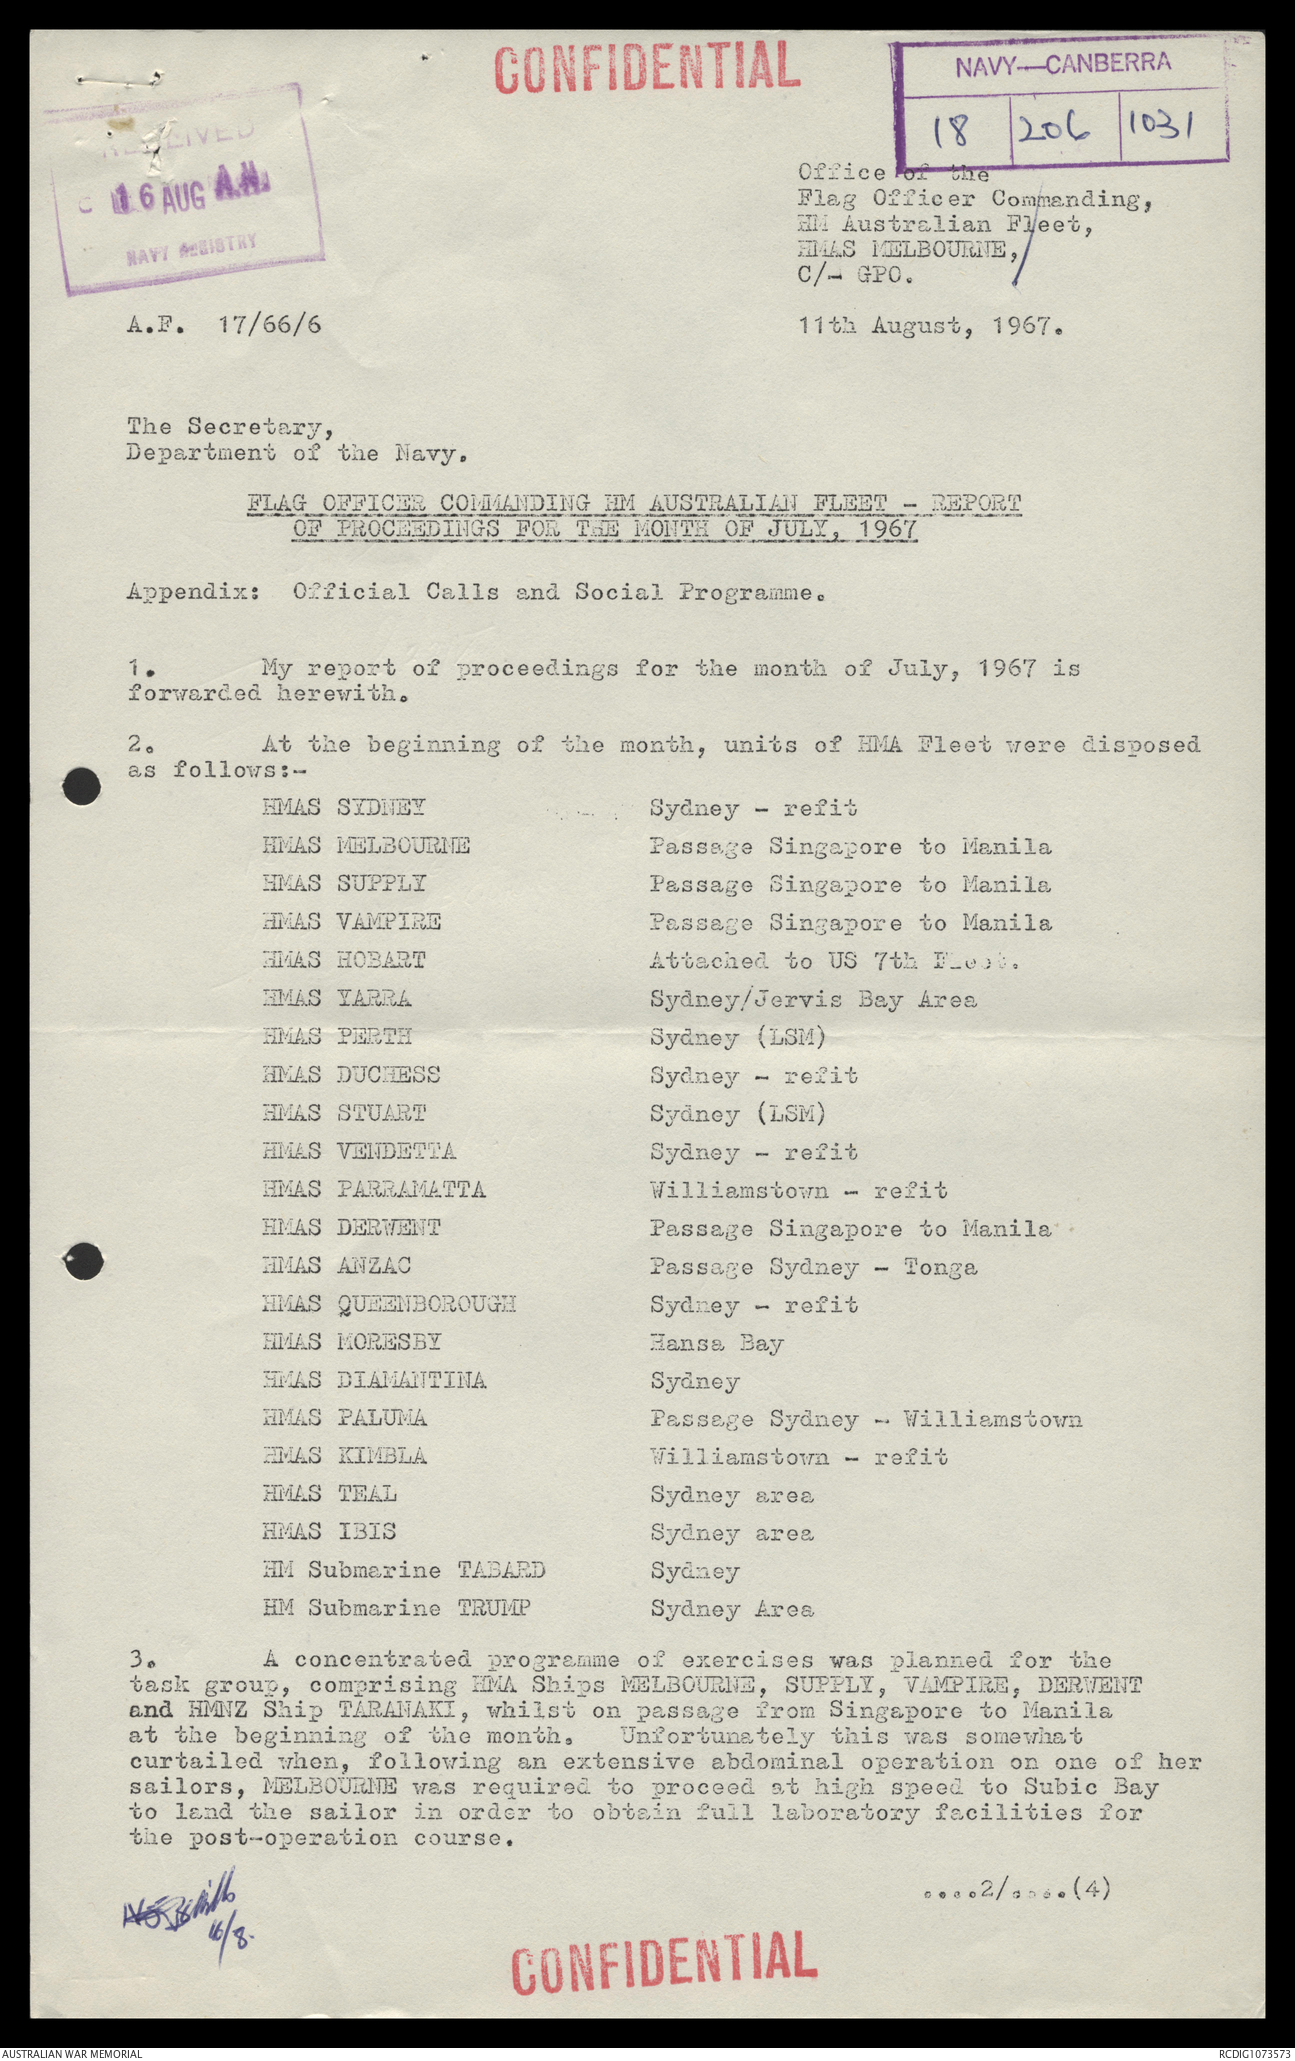 CONFIDENTIAL
NAVY—CANBERRA
18 206 1031
RECEIVED
16 AUG A.M.
NAVY REGISTRY
Office of the
Flag Officer Commanding,
HM Australian Fleet,
HMAS MELBOURNE,
C/- GPO.
A.F. 17/66/6
11th August, 1967.
The Secretary,
Department of the Navy.
FLAG OFFICER COMMANDING HM AUSTRALIAN FLEET - REPORT
OF PROCEEDINGS FOR THE MONTH OF JULY, 1967
Appendix: Official Calls and Social Programme.
1. My report of proceedings for the month of July, 1967 is
forwarded herewith.
2. At the beginning of the month, units of HMA Fleet were disposed
as follows:-
HMAS SYDNEY Sydney - refit
HMAS MELBOURNE Passage Singapore to Manila
HMAS SUPPLY Passage Singapore to Manila
HMAS VAMPIRE Passage Singapore to Manila
HMAS HOBART Attached to US 7th Fleet.
HMAS YARRA Sydney/Jervis Bay Area
HMAS PERTH Sydney (LSM)
HMAS DUCHESS Sydney - refit
HMAS STUART Sydney (LSM)
HMAS VENDETTA Sydney - refit
HMAS PARRAMATTA Williamstown - refit
HMAS DERWENT Passage Singapore to Manila
HMAS ANZAC Passage Sydney - Tonga
HMAS QUEENBOROUGH Sydney - refit
HMAS MORESBY Hansa Bay
HMAS DIAMANTINA Sydney
HMAS PALUMA Passage Sydney - Williamstown
HMAS KIMBLA Williamstown - refit
HMAS TEAL Sydney area
HMAS IBIS Sydney area
HM Submarine TABARD Sydney
HM Submarine TRUMP Sydney Area
3. A concentrated programme of exercises was planned for the
task group, comprising HMA Ships MELBOURNE, SUPPLY, VAMPIRE, DERWENT
and HMNZ Ship TARANAKI, whilst on passage from Singapore to Manila
at the beginning of the month. Unfortunately this was somewhat
curtailed when, following an extensive abdominal operation on one of her
sailors, MELBOURNE was required to proceed at high speed to Subic Bay
to land the sailor in order to obtain full laboratory facilities for
the post-operation course.
....2/.....(4)
16/8.
CONFIDENTIAL
AUSTRALIAN WAR MEMORIAL
RCDIG1073573